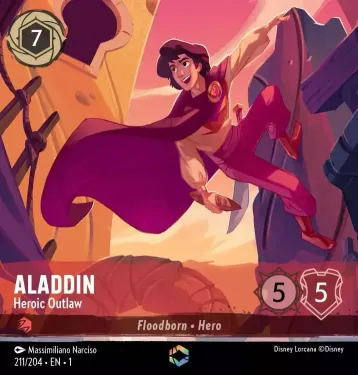 7
ALADDIN
Heroic Outlaw
5
5
Floodborn • Hero
Massimiliano Narciso
Disney Lorcana ©Disney
211/204 • EN • 1